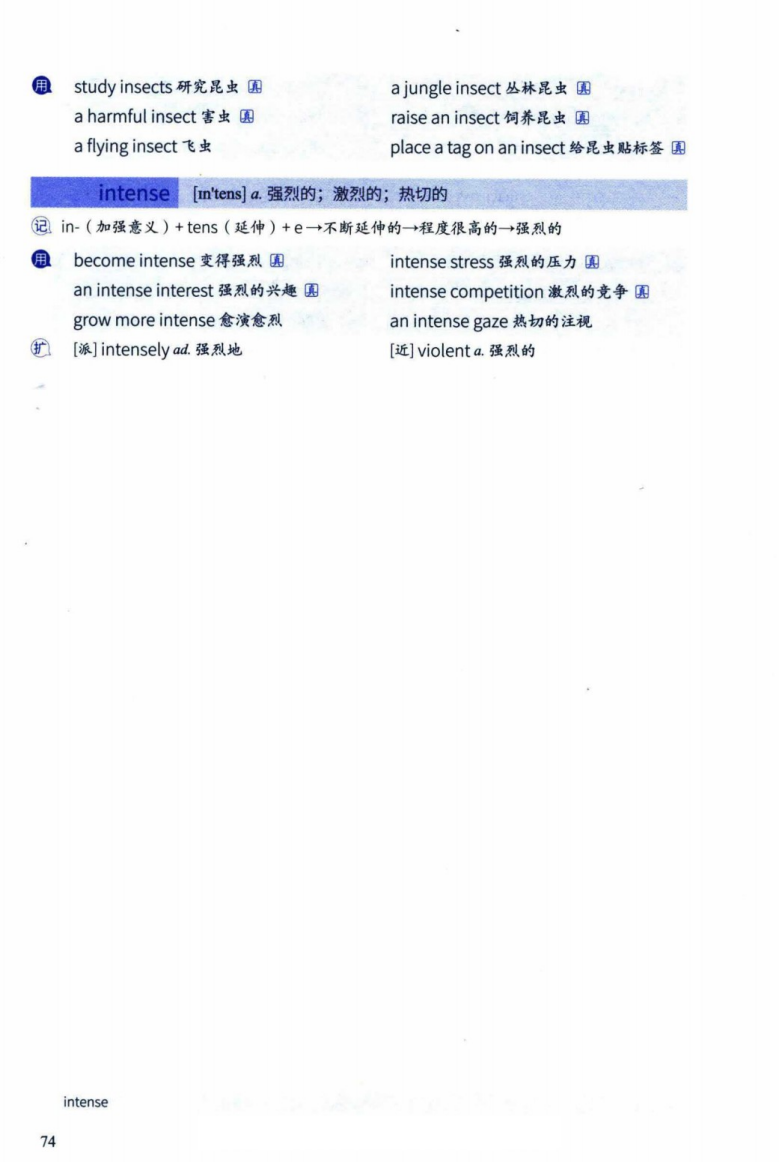 用 study insects 研究昆虫 真 a jungle insect 丛林昆虫 真
a harmful insect 害虫 真 raise an insect 饲养昆虫 真
a flying insect 飞虫 place a tag on an insect 给昆虫贴标签 真
intense [ɪn'tens] a. 强烈的；激烈的；热切的
记 in-（加强意义）+ tens（延伸）+ e→不断延伸的→程度很高的→强烈的
用 become intense 变得强烈 真 intense stress 强烈的压力 真
an intense interest 强烈的兴趣 真 intense competition 激烈的竞争 真
grow more intense 愈演愈烈 an intense gaze 热切的注视
扩 [派] intensely ad. 强烈地 [近] violent a. 强烈的
intense
74